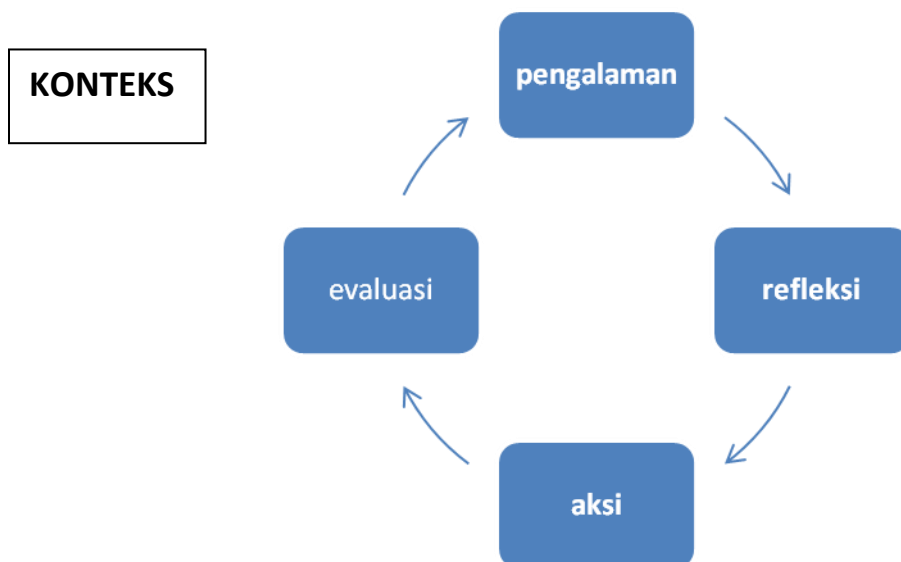 KONTEKS
pengalaman
refleksi
aksi
evaluasi